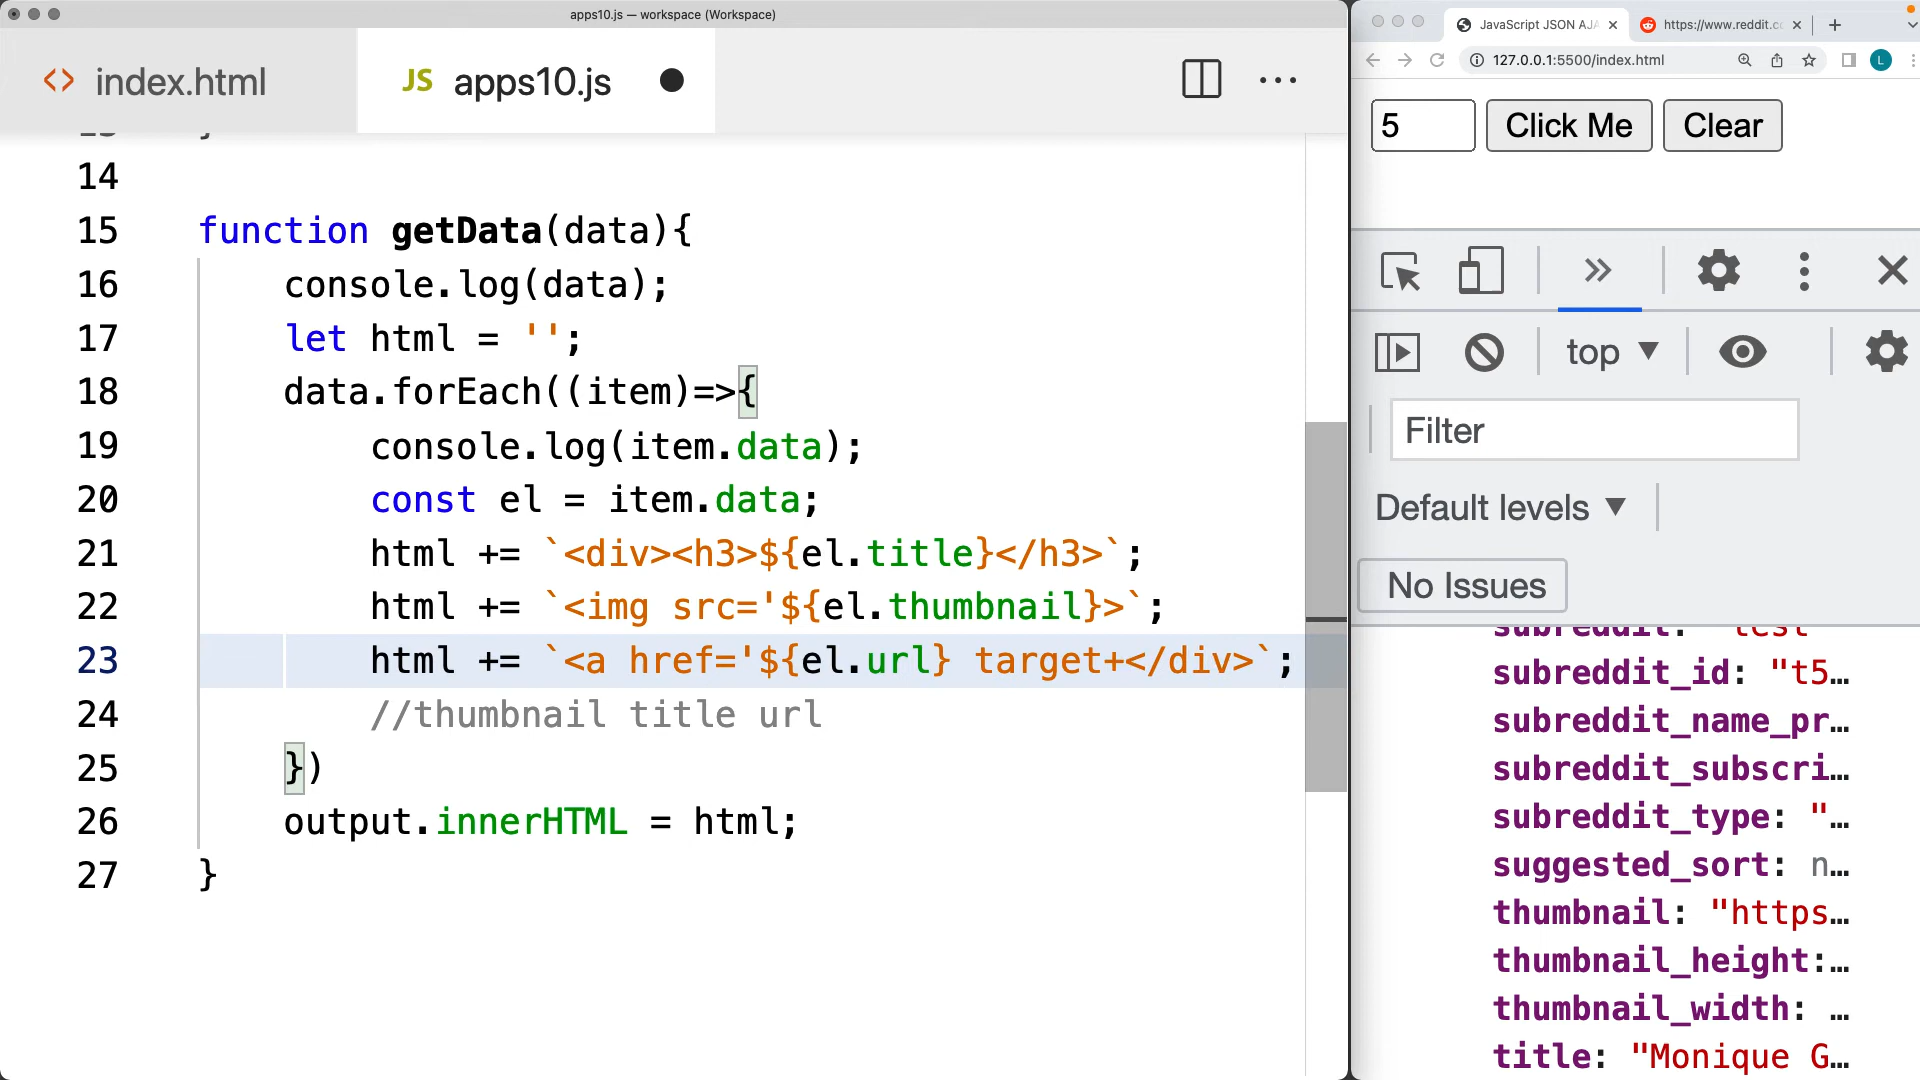 apps10.js — workspace (Workspace)
index.html
JS apps10.js
14
15 function getData(data){
16 console.log(data);
17 let html = '';
18 data.forEach((item)=>{
19 console.log(item.data);
20 const el = item.data;
21 html += `<div><h3>${el.title}</h3>`;
22 html += `<img src='${el.thumbnail}>`;
23 html += `<a href='${el.url} target+</div>`;
24 //thumbnail title url
25 })
26 output.innerHTML = html;
27 }
JavaScript JSON AJA
https://www.reddit.co
127.0.0.1:5500/index.html
L
5 Click Me Clear
top
Filter
Default levels
No Issues
subreddit: "test"
subreddit_id: "t5…
subreddit_name_pr…
subreddit_subscri…
subreddit_type: "…
suggested_sort: n…
thumbnail: "https…
thumbnail_height:…
thumbnail_width: …
title: "Monique G…